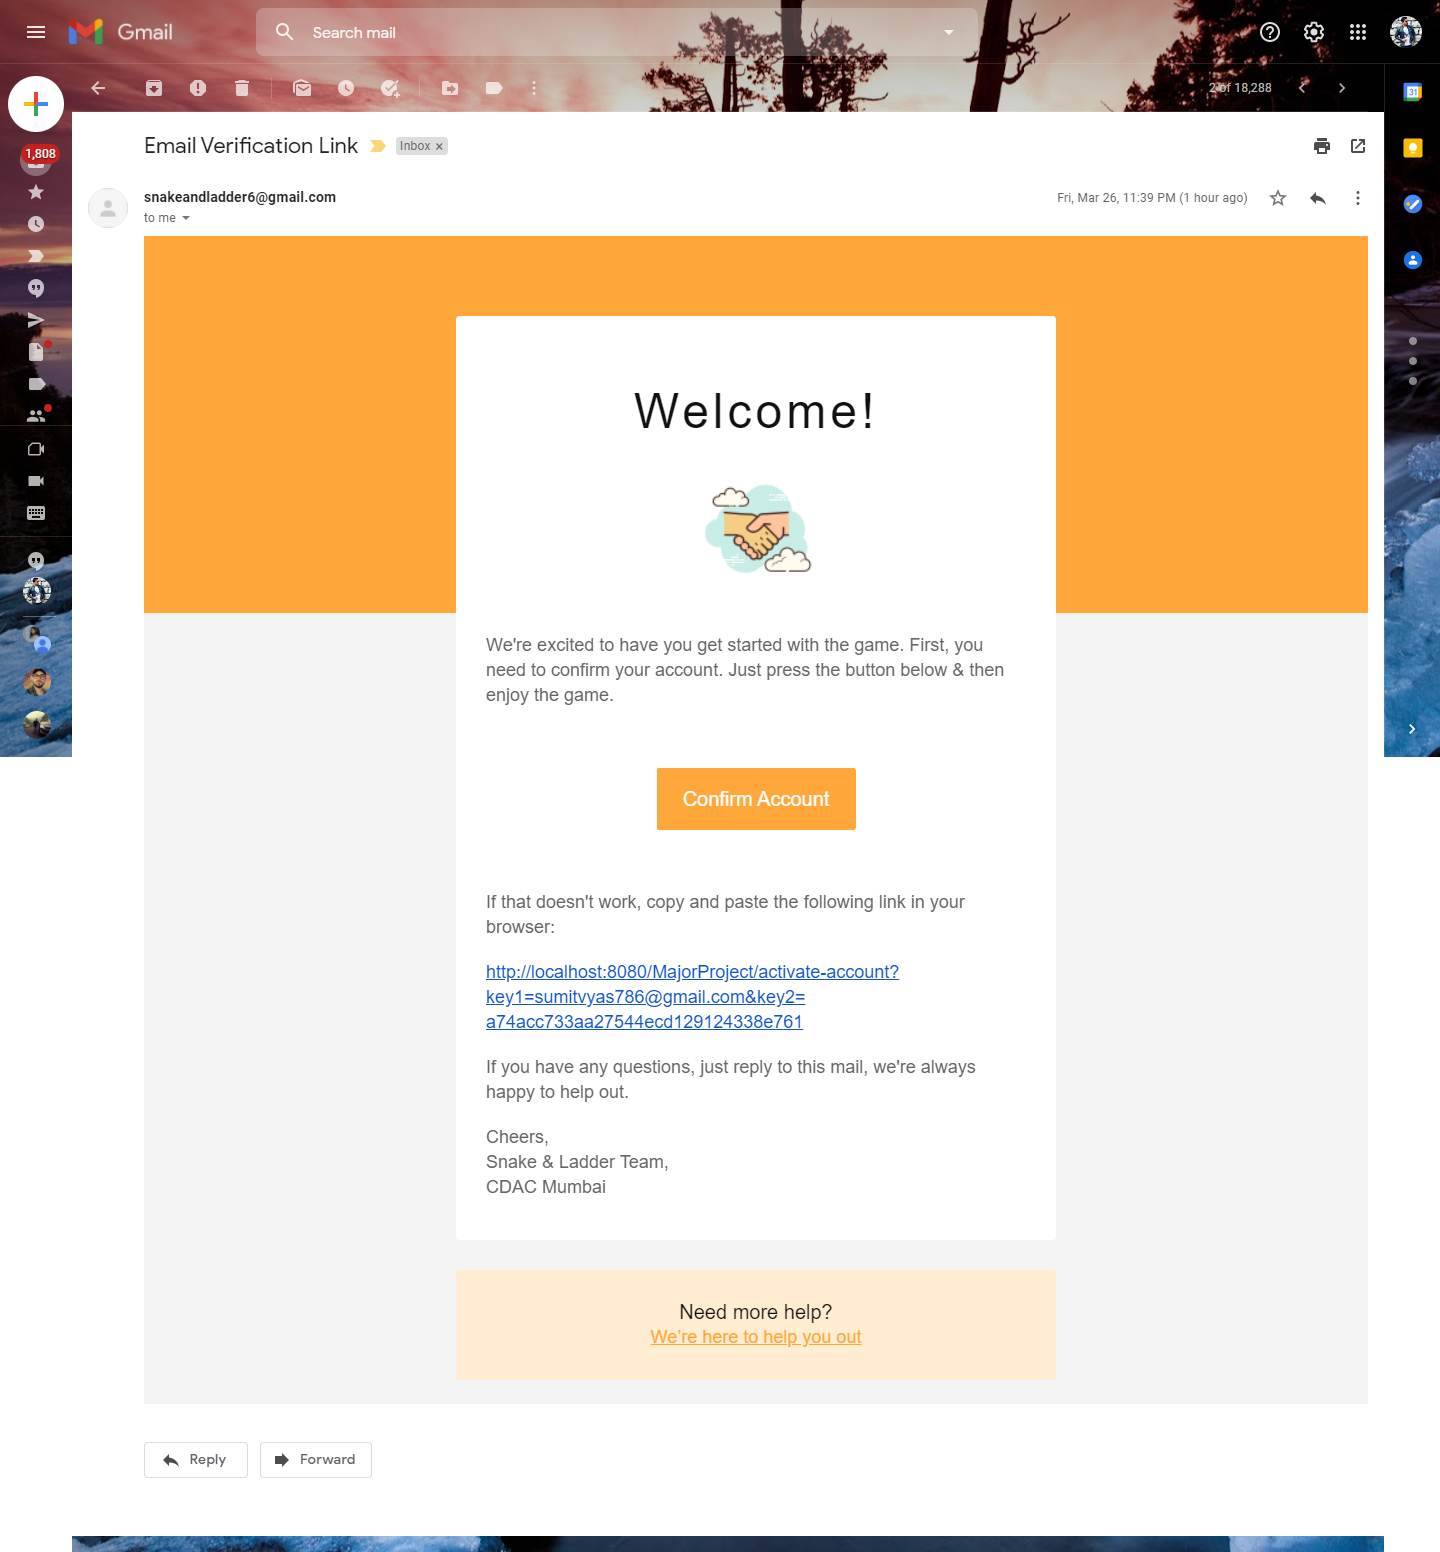 Gmail
Search mail
2 of 18,288
1,808
Email Verification Link
Inbox ×
snakeandladder6@gmail.com
Fri, Mar 26, 11:39 PM (1 hour ago)
to me
Welcome!
We're excited to have you get started with the game. First, you
need to confirm your account. Just press the button below & then
enjoy the game.
Confirm Account
If that doesn't work, copy and paste the following link in your
browser:
http://localhost:8080/MajorProject/activate-account?
key1=sumitvyas786@gmail.com&key2=
a74acc733aa27544ecd129124338e761
If you have any questions, just reply to this mail, we're always
happy to help out.
Cheers,
Snake & Ladder Team,
CDAC Mumbai
Need more help?
We're here to help you out
Reply
Forward
31